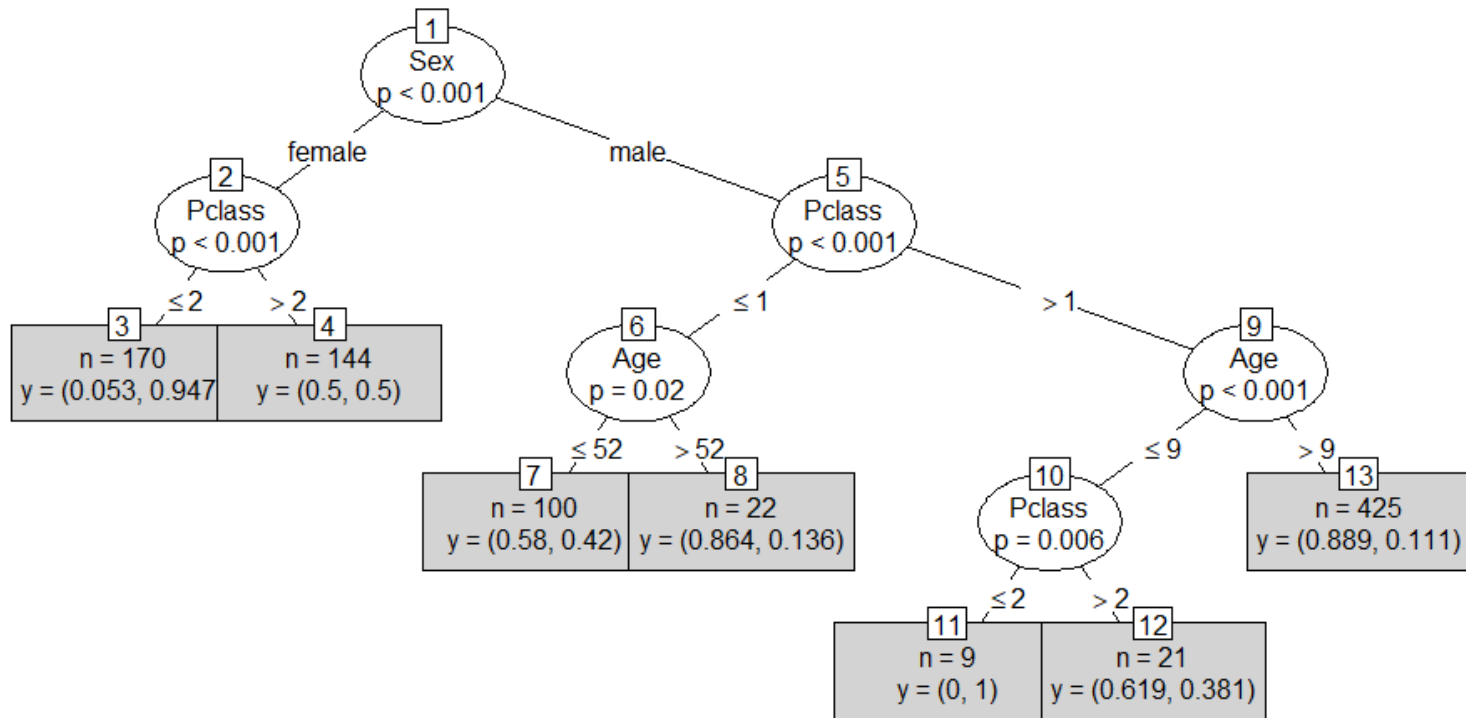 1
Sex
p < 0.001
female
male
2
Pclass
p < 0.001
5
Pclass
p < 0.001
≤ 2
> 2
≤ 1
> 1
3
n = 170
y = (0.053, 0.947
4
n = 144
y = (0.5, 0.5)
6
Age
p = 0.02
9
Age
p < 0.001
≤ 52
> 52
≤ 9
> 9
7
n = 100
y = (0.58, 0.42)
8
n = 22
y = (0.864, 0.136)
10
Pclass
p = 0.006
13
n = 425
y = (0.889, 0.111)
≤ 2
> 2
11
n = 9
y = (0, 1)
12
n = 21
y = (0.619, 0.381)